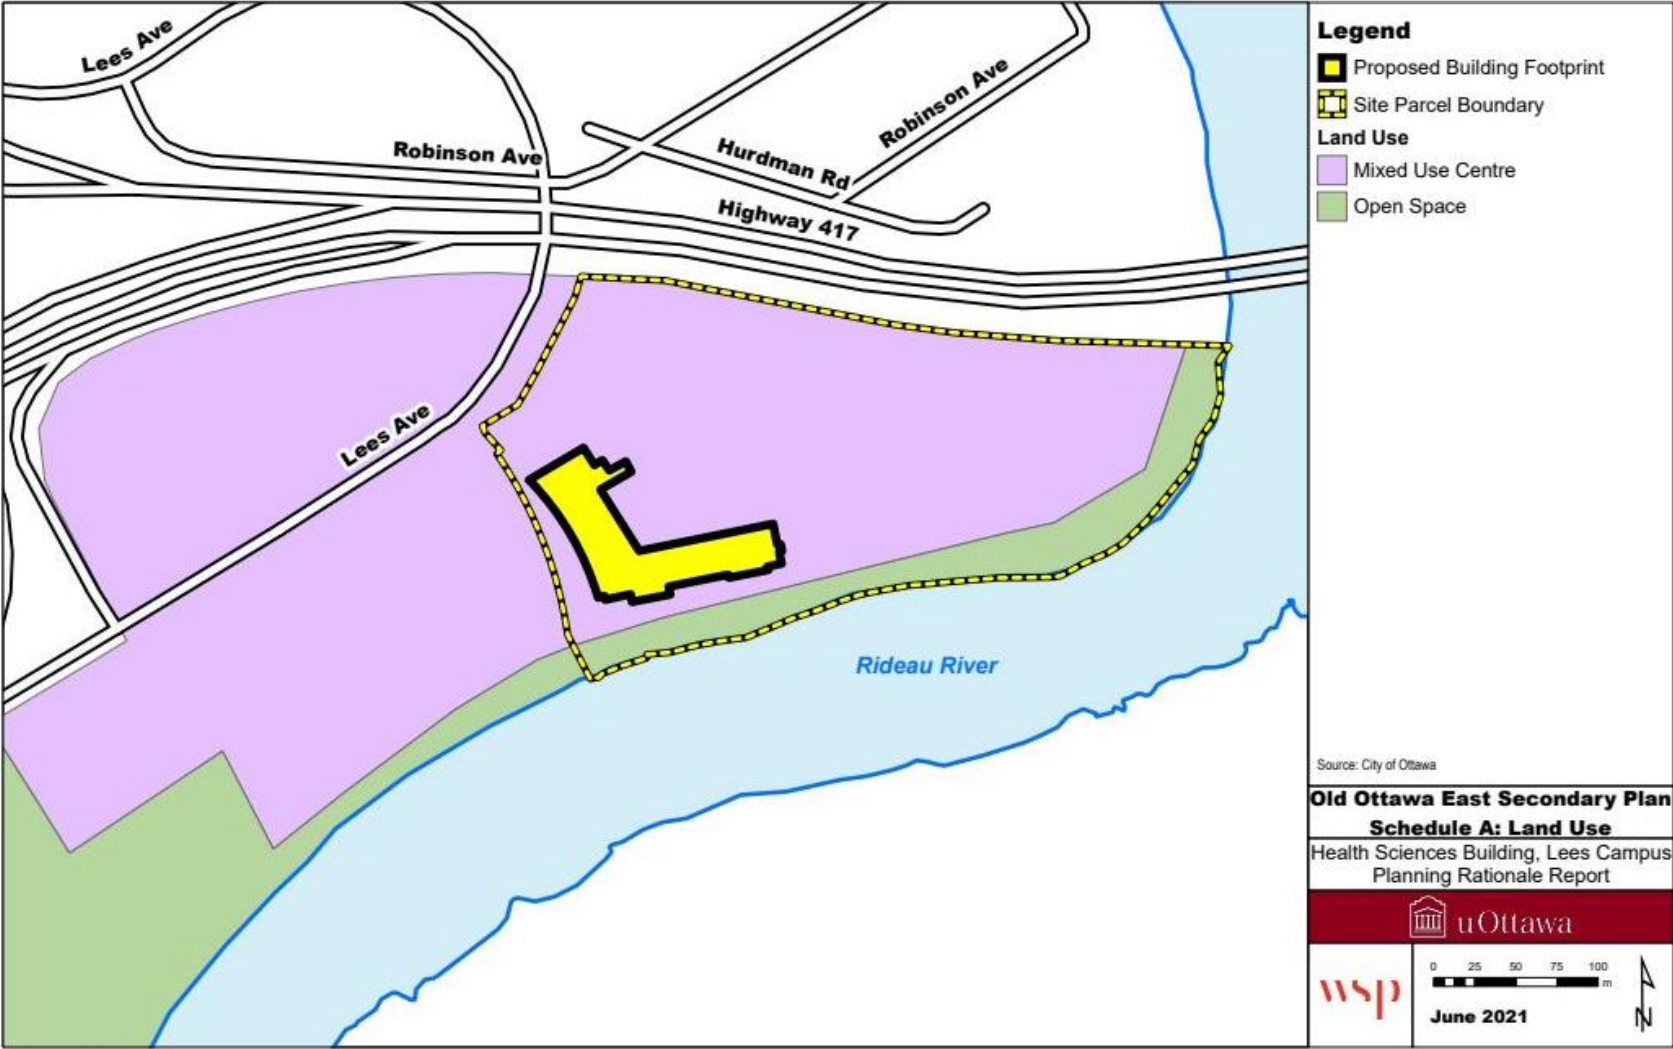 Lees Ave
Robinson Ave
Hurdman Rd
Robinson Ave
Highway 417
Lees Ave
Rideau River
Legend
Proposed Building Footprint
Site Parcel Boundary
Land Use
Mixed Use Centre
Open Space
Source: City of Ottawa
Old Ottawa East Secondary Plan
Schedule A: Land Use
Health Sciences Building, Lees Campus
Planning Rationale Report
uOttawa
wsp
0 25 50 75 100
m
June 2021
N